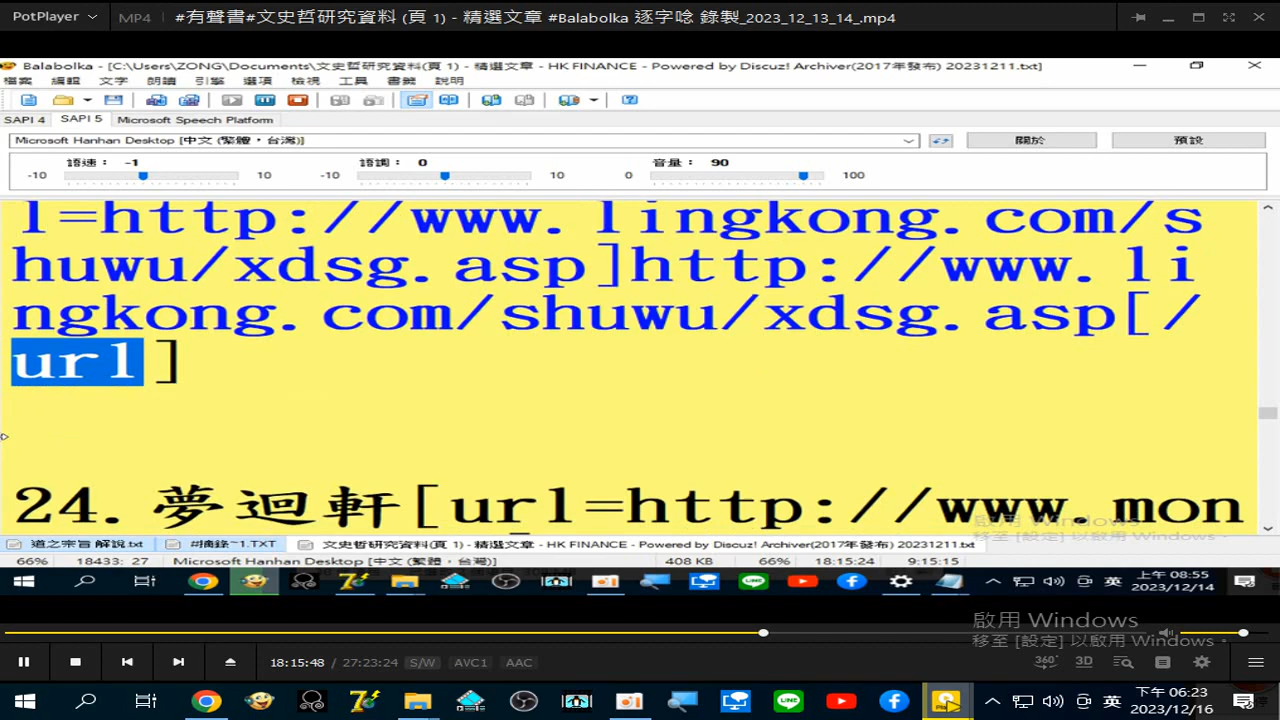 PotPlayer MP4 #有聲書#文史哲研究資料 (頁 1) - 精選文章 #Balabolka 逐字唸 錄製_2023_12_13_14_.mp4
Balabolka - [C:\Users\ZONG\Documents\文史哲研究資料(頁 1) - 精選文章 - HK FINANCE - Powered by Discuz! Archiver(2017年發布) 20231211.txt]
檔案 編輯 文字 朗讀 引擎 選項 檢視 工具 書籤 說明
SAPI 4 SAPI 5 Microsoft Speech Platform
Microsoft Hanhan Desktop [中文 (繁體，台灣)] 關於 預設
語速： -1 語調： 0 音量： 90
-10 10 -10 10 0 100
l=http://www.lingkong.com/s
huwu/xdsg.asp]http://www.li
ngkong.com/shuwu/xdsg.asp[/
url]
24.夢迴軒[url=http://www.mon
啟用 Windows
移至 [設定] 以啟用 Windows
道之宗旨 解說.txt #摘錄~1.TXT 文史哲研究資料(頁 1) - 精選文章 - HK FINANCE - Powered by Discuz! Archiver(2017年發布) 20231211.txt
66% 18433: 27 Microsoft Hanhan Desktop [中文 (繁體，台灣)] 408 KB 66% 18:15:24 9:15:15
英 上午 08:55
2023/12/14
啟用 Windows
移至 [設定] 以啟用 Windows。
18:15:48 / 27:23:24 S/W AVC1 AAC 360° 3D
英 下午 06:23
2023/12/16